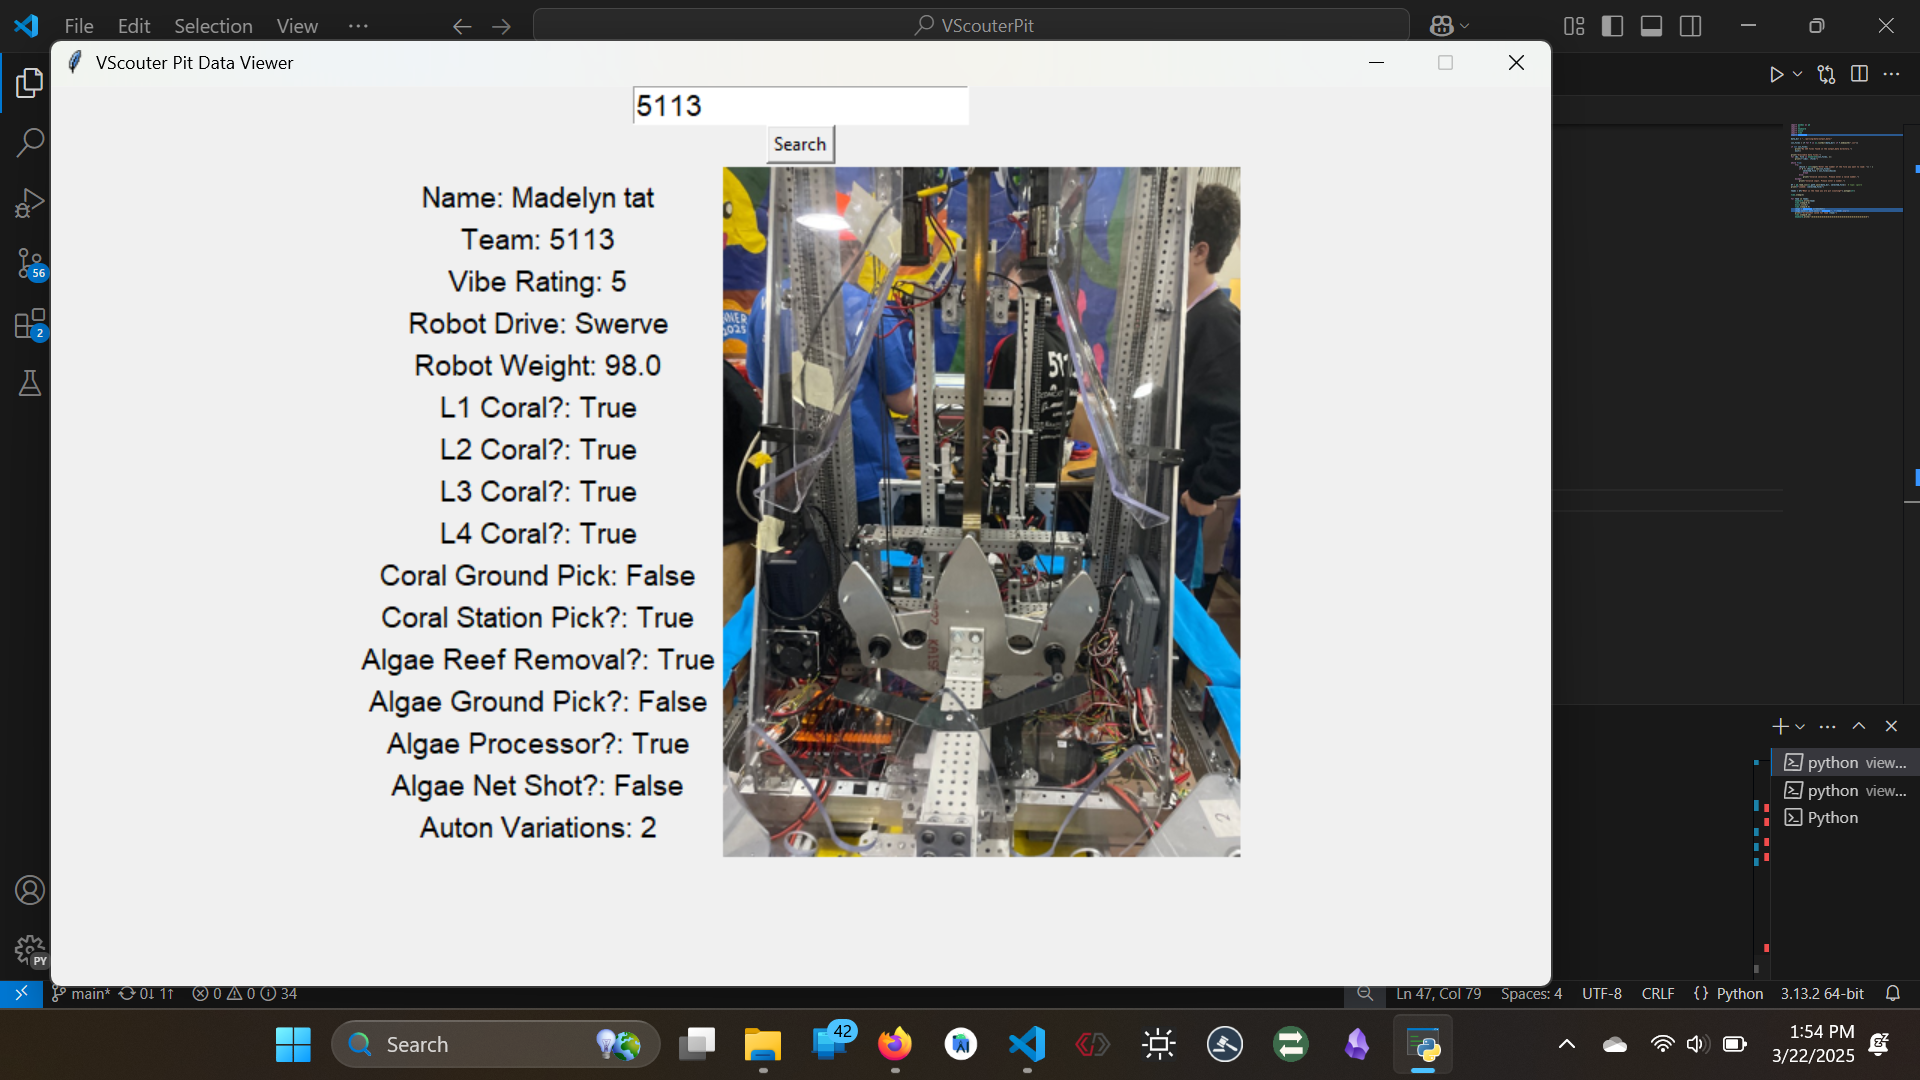 File Edit Selection View ... VScouterPit
VScouter Pit Data Viewer
5113
Search
Name: Madelyn tat
Team: 5113
Vibe Rating: 5
Robot Drive: Swerve
Robot Weight: 98.0
L1 Coral?: True
L2 Coral?: True
L3 Coral?: True
L4 Coral?: True
Coral Ground Pick: False
Coral Station Pick?: True
Algae Reef Removal?: True
Algae Ground Pick?: False
Algae Processor?: True
Algae Net Shot?: False
Auton Variations: 2
2025
2
56
2
PY
python view...
python view...
Python
main* 0↓ 1↑ 0 0 34 Ln 47, Col 79 Spaces: 4 UTF-8 CRLF {} Python 3.13.2 64-bit
Search 42 1:54 PM
3/22/2025